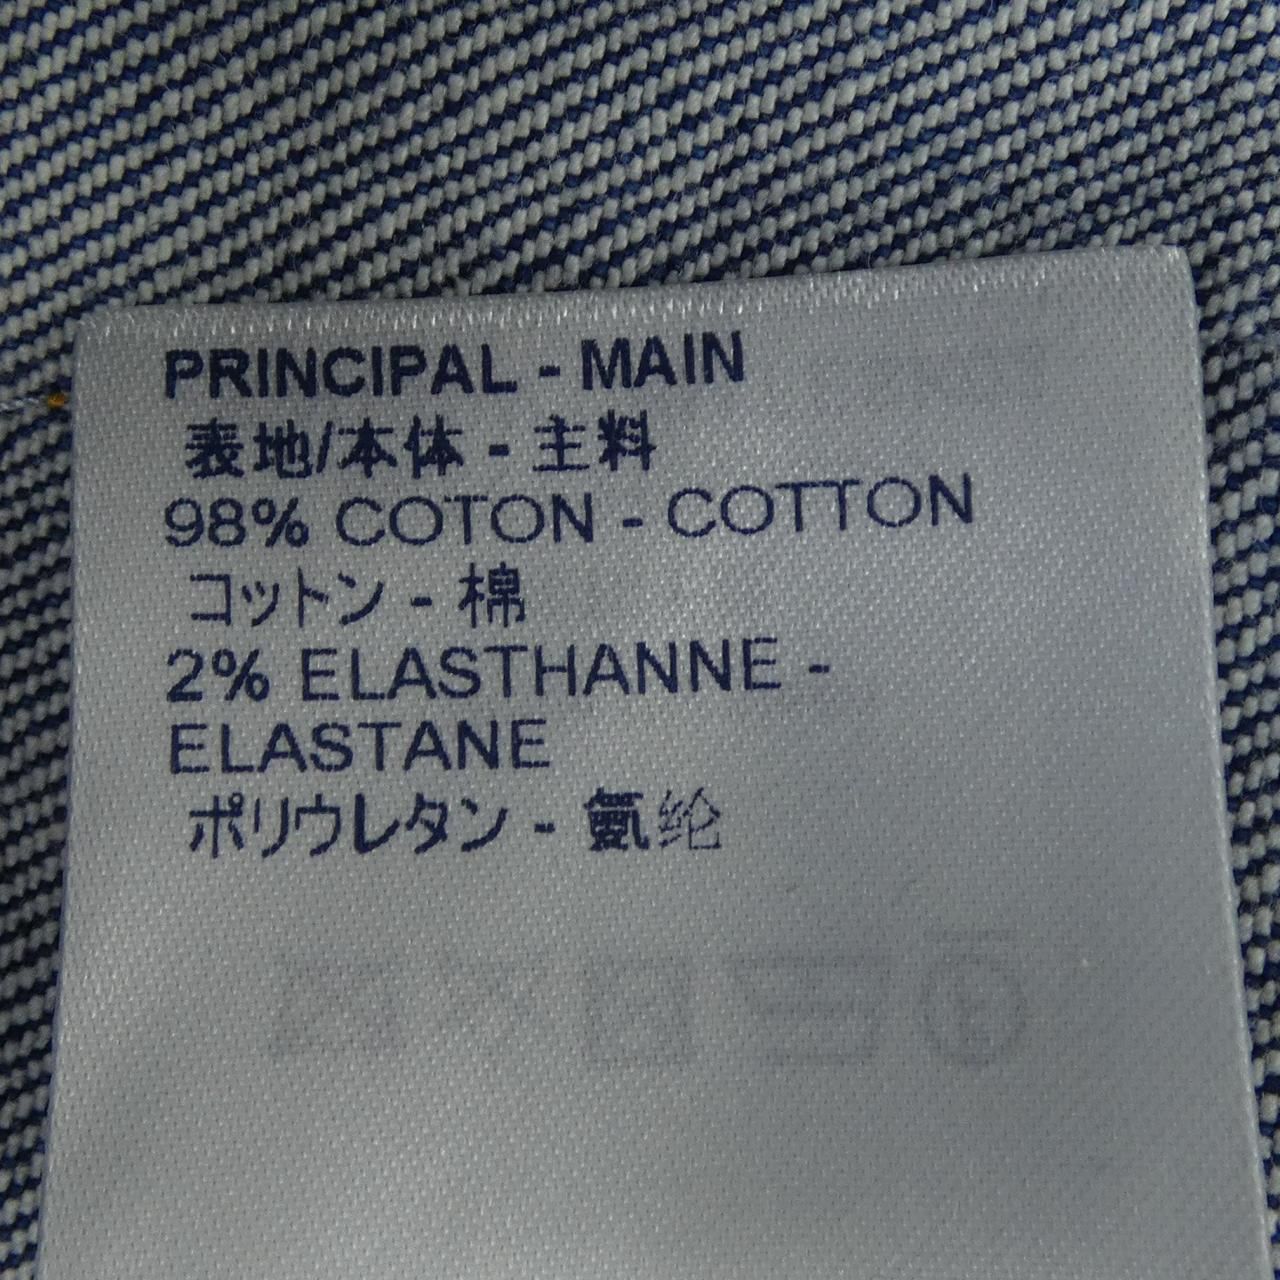 PRINCIPAL - MAIN
表地/本体 - 主料
98% COTON - COTTON
コットン - 棉
2% ELASTHANNE -
ELASTANE
ポリウレタン - 氨纶